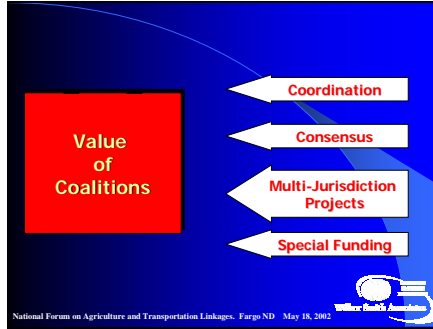 Value
of
Coalitions
Coordination
Consensus
Multi-Jurisdiction
Projects
Special Funding
National Forum on Agriculture and Transportation Linkages. Fargo ND May 18, 2002